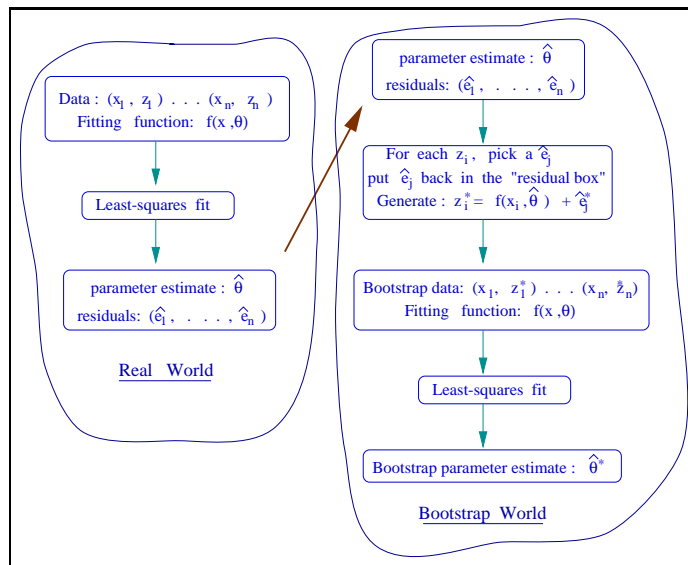 Data : (x₁ , z₁ ) . . . (xₙ, zₙ )
Fitting function: f(x ,θ)
Least-squares fit
parameter estimate : θ̂
residuals: (ê₁ , . . . . , êₙ )
Real World
parameter estimate : θ̂
residuals: (ê₁ , . . . . , êₙ )
For each zᵢ , pick a êⱼ
put êⱼ back in the "residual box"
Generate : zᵢ* = f(xᵢ , θ̂ ) + êⱼ*
Bootstrap data: (x₁, z₁* ) . . . (xₙ, zₙ*)
Fitting function: f(x ,θ)
Least-squares fit
Bootstrap parameter estimate : θ̂*
Bootstrap World